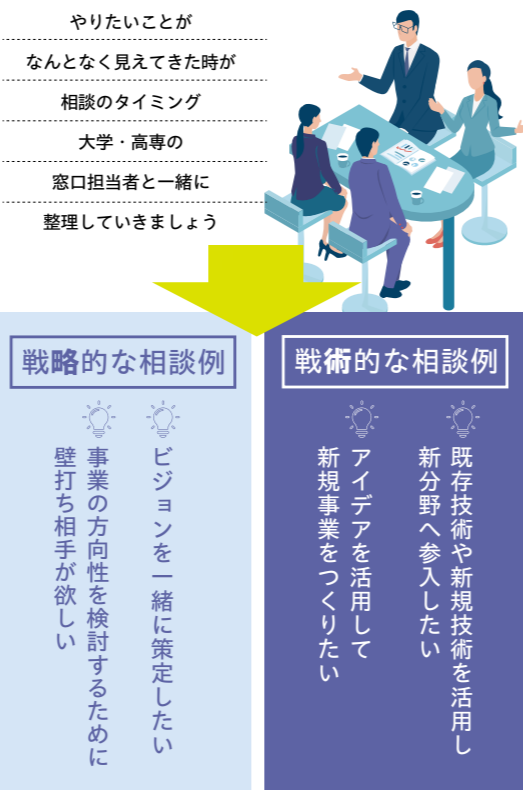 やりたいことが
なんとなく見えてきた時が
相談のタイミング
大学・高専の
窓口担当者と一緒に
整理していきましょう
戦略的な相談例
ビジョンを一緒に策定したい
事業の方向性を検討するために
壁打ち相手が欲しい
戦術的な相談例
既存技術や新規技術を活用し
新分野へ参入したい
アイデアを活用して
新規事業をつくりたい